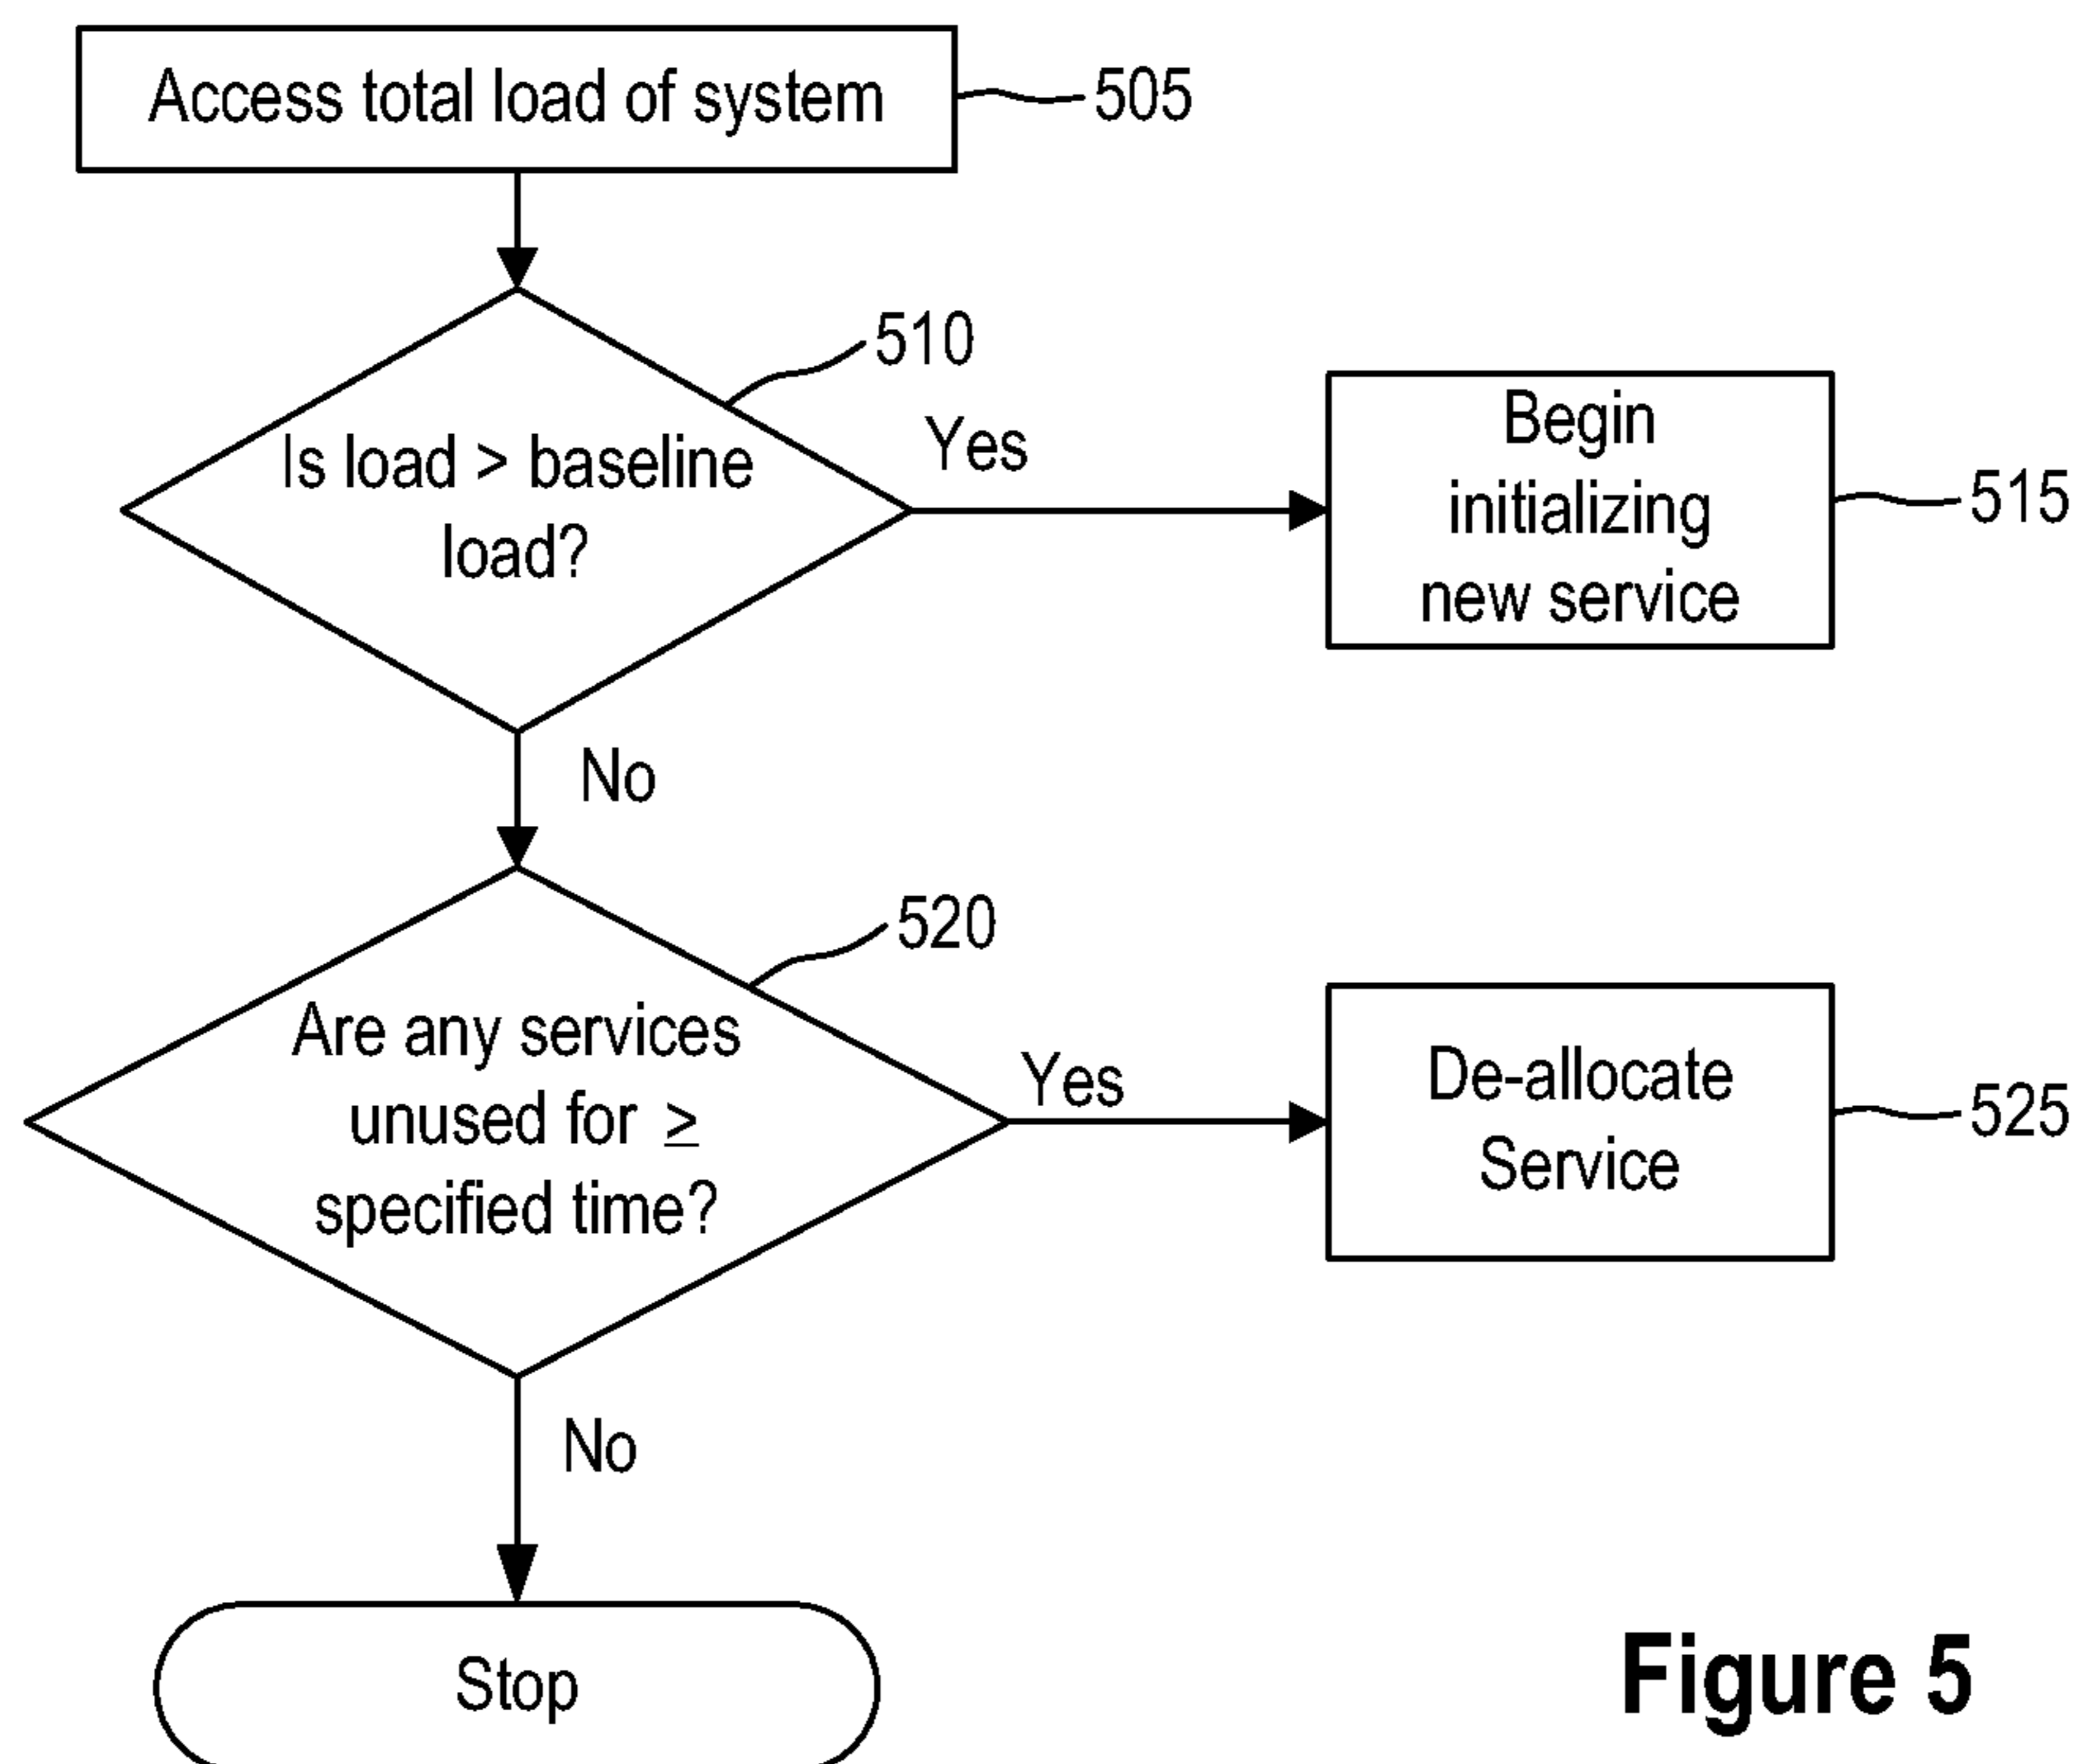 Access total load of system
505
510
Is load > baseline
load?
Yes
Begin
initializing
new service
515
No
520
Are any services
unused for ≥
specified time?
Yes
De-allocate
Service
525
No
Stop
Figure 5